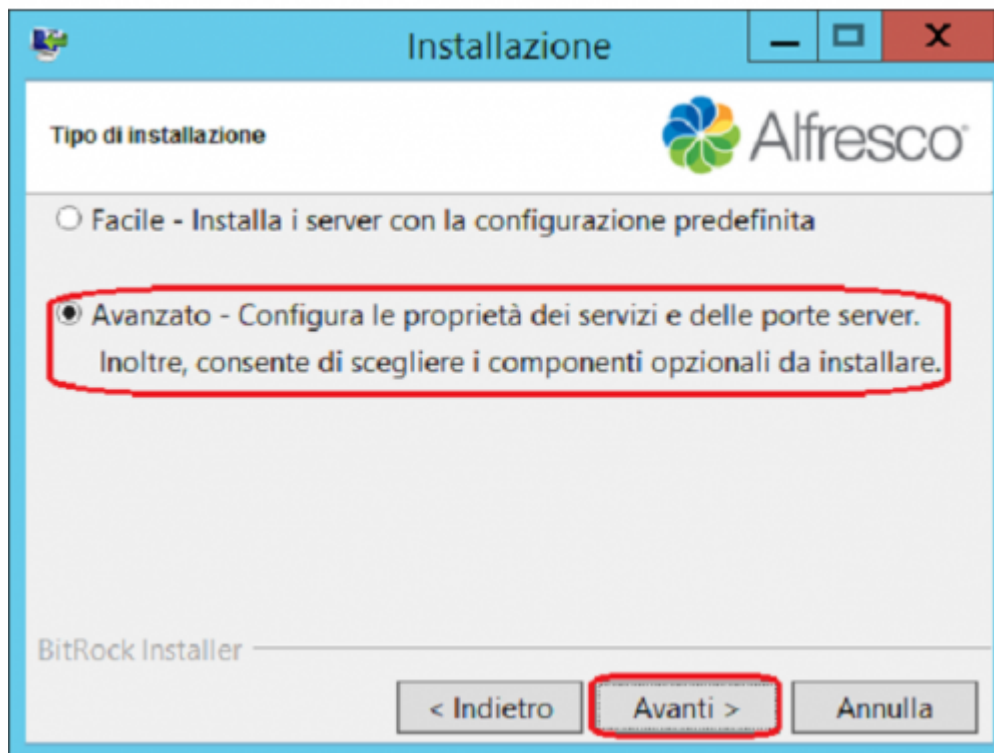 Installazione
Tipo di installazione
Alfresco
Facile - Installa i server con la configurazione predefinita
Avanzato - Configura le proprietà dei servizi e delle porte server.
Inoltre, consente di scegliere i componenti opzionali da installare.
BitRock Installer
< Indietro
Avanti >
Annulla